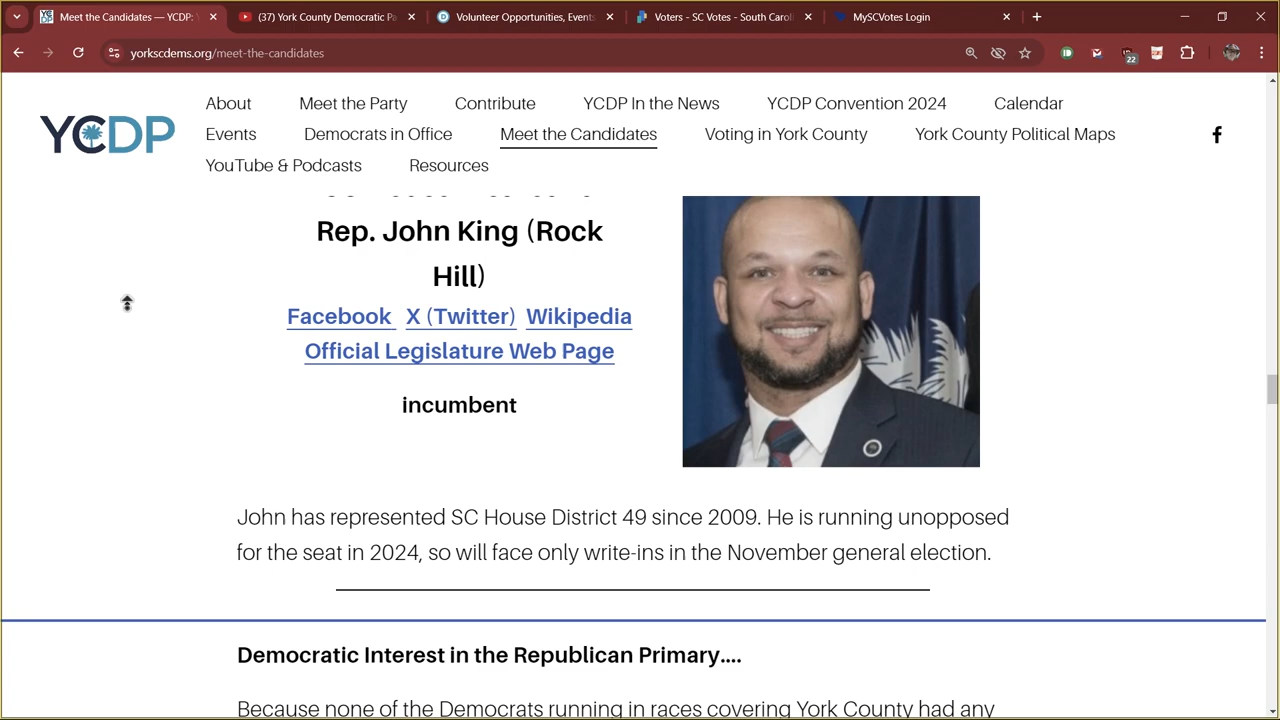 Meet the Candidates — YCDP:
(37) York County Democratic Pa
Volunteer Opportunities, Events
Voters - SC Votes - South Carol
MySCVotes Login
yorkscdems.org/meet-the-candidates
22
YCDP
About
Meet the Party
Contribute
YCDP In the News
YCDP Convention 2024
Calendar
Events
Democrats in Office
Meet the Candidates
Voting in York County
York County Political Maps
YouTube & Podcasts
Resources
Rep. John King (Rock
Hill)
Facebook X (Twitter) Wikipedia
Official Legislature Web Page
incumbent
John has represented SC House District 49 since 2009. He is running unopposed
for the seat in 2024, so will face only write-ins in the November general election.
Democratic Interest in the Republican Primary....
Because none of the Democrats running in races covering York County had any